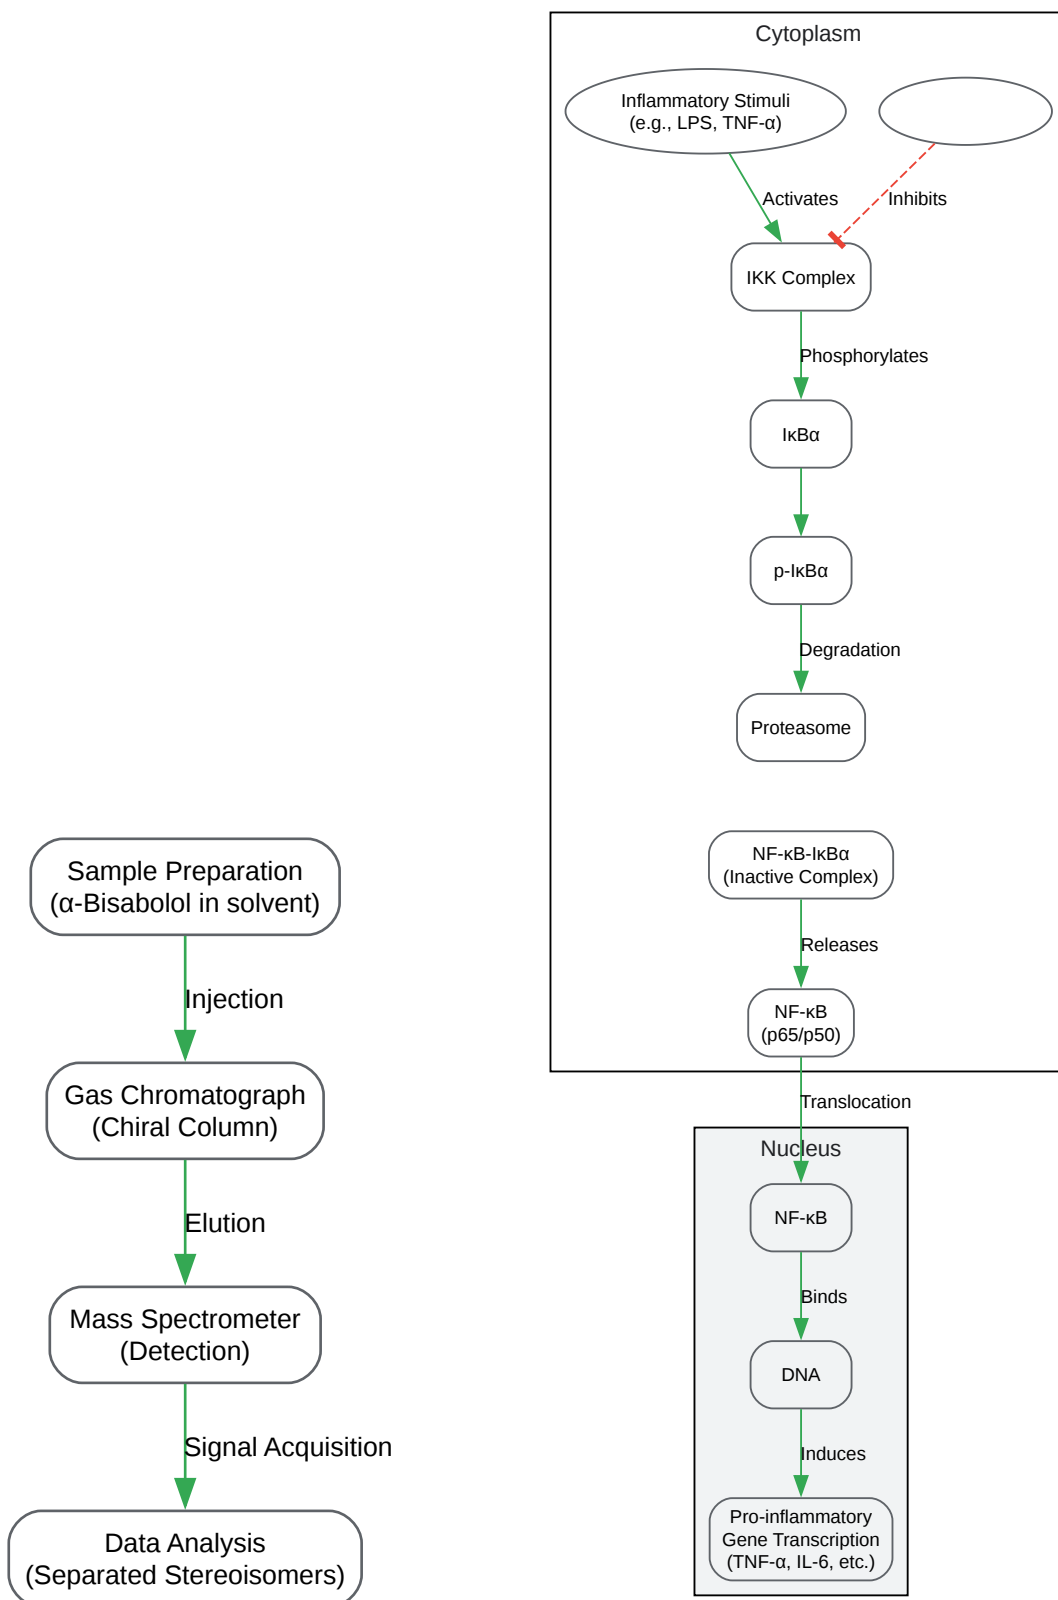 Cytoplasm
Inflammatory Stimuli
(e.g., LPS, TNF-α)
Activates
Inhibits
IKK Complex
Phosphorylates
IκBα
p-IκBα
Degradation
Proteasome
NF-κB-IκBα
(Inactive Complex)
Releases
NF-κB
(p65/p50)
Translocation
Nucleus
NF-κB
Binds
DNA
Induces
Pro-inflammatory
Gene Transcription
(TNF-α, IL-6, etc.)
Sample Preparation
(α-Bisabolol in solvent)
Injection
Gas Chromatograph
(Chiral Column)
Elution
Mass Spectrometer
(Detection)
Signal Acquisition
Data Analysis
(Separated Stereoisomers)